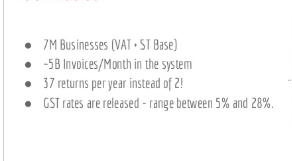 ● 7M Businesses (VAT + ST Base)
● ~5B Invoices/Month in the system
● 37 returns per year instead of 2!
● GST rates are released - range between 5% and 28%.